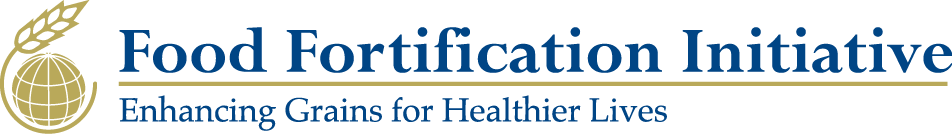 Food Fortification Initiative
Enhancing Grains for Healthier Lives